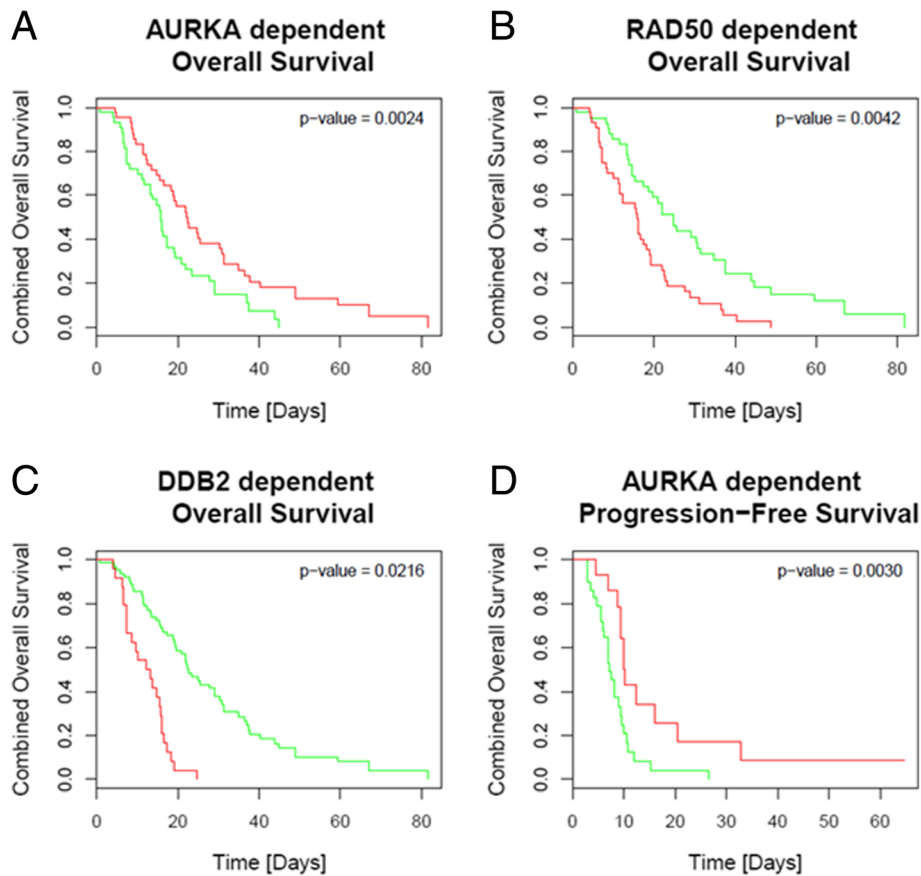 A
AURKA dependent
Overall Survival
Combined Overall Survival
1.0
0.8
0.6
0.4
0.2
0.0
p-value = 0.0024
0 20 40 60 80
Time [Days]
B
RAD50 dependent
Overall Survival
Combined Overall Survival
1.0
0.8
0.6
0.4
0.2
0.0
p-value = 0.0042
0 20 40 60 80
Time [Days]
C
DDB2 dependent
Overall Survival
Combined Overall Survival
1.0
0.8
0.6
0.4
0.2
0.0
p-value = 0.0216
0 20 40 60 80
Time [Days]
D
AURKA dependent
Progression-Free Survival
Combined Overall Survival
1.0
0.8
0.6
0.4
0.2
0.0
p-value = 0.0030
0 10 20 30 40 50 60
Time [Days]